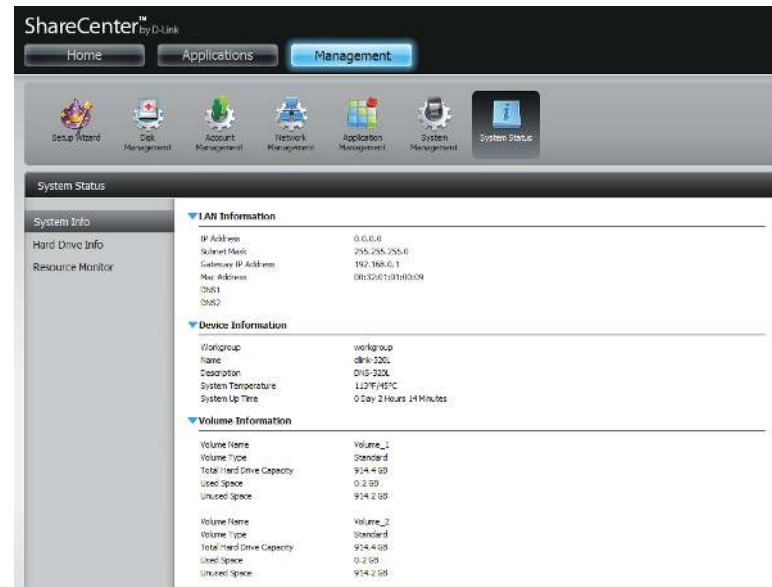 ShareCenter™ by D-Link
Home Applications Management
Setup Wizard
Disk Management
Account Management
Network Management
Application Management
System Management
System Status
System Status
System Info
Hard Drive Info
Resource Monitor
LAN Information
IP Address 0.0.0.0
Subnet Mask 255.255.255.0
Gateway IP Address 192.168.0.1
Mac Address 00:32:01:01:00:09
DNS1
DNS2
Device Information
Workgroup workgroup
Name dlink-320L
Description DNS-320L
System Temperature 113°F/45°C
System Up Time 0 Day 2 Hours 14 Minutes
Volume Information
Volume Name Volume_1
Volume Type Standard
Total Hard Drive Capacity 914.4 GB
Used Space 0.2 GB
Unused Space 914.2 GB
Volume Name Volume_2
Volume Type Standard
Total Hard Drive Capacity 914.4 GB
Used Space 0.2 GB
Unused Space 914.2 GB